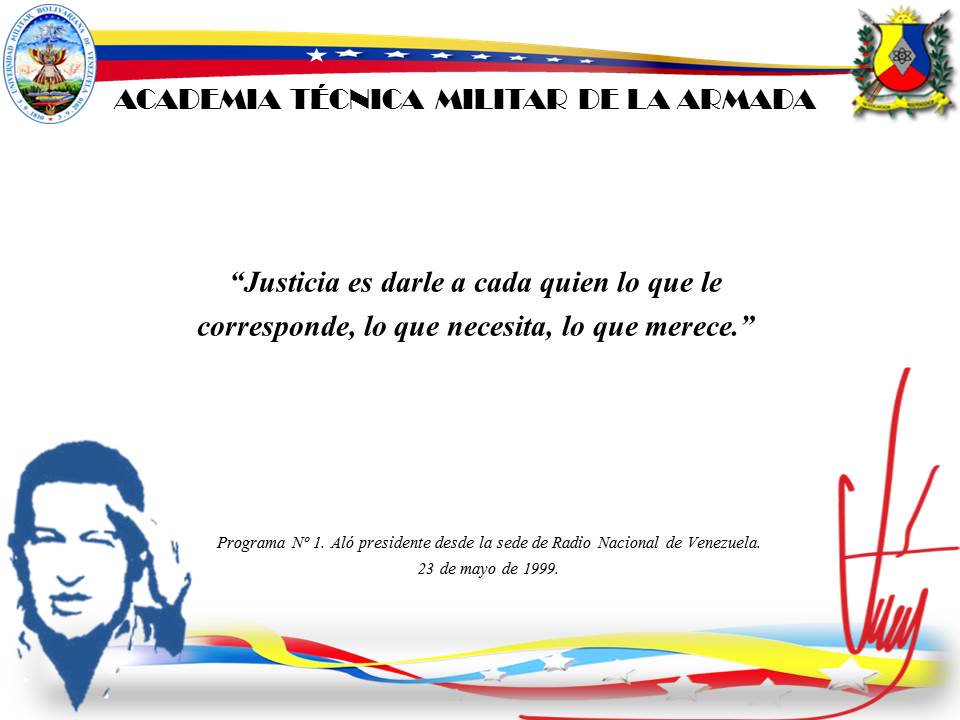 UNIVERSIDAD MILITAR BOLIVARIANA DE VENEZUELA
ACADEMIA TÉCNICA MILITAR DE LA ARMADA
“Justicia es darle a cada quien lo que le
corresponde, lo que necesita, lo que merece.”
Programa Nº 1. Aló presidente desde la sede de Radio Nacional de Venezuela.
23 de mayo de 1999.